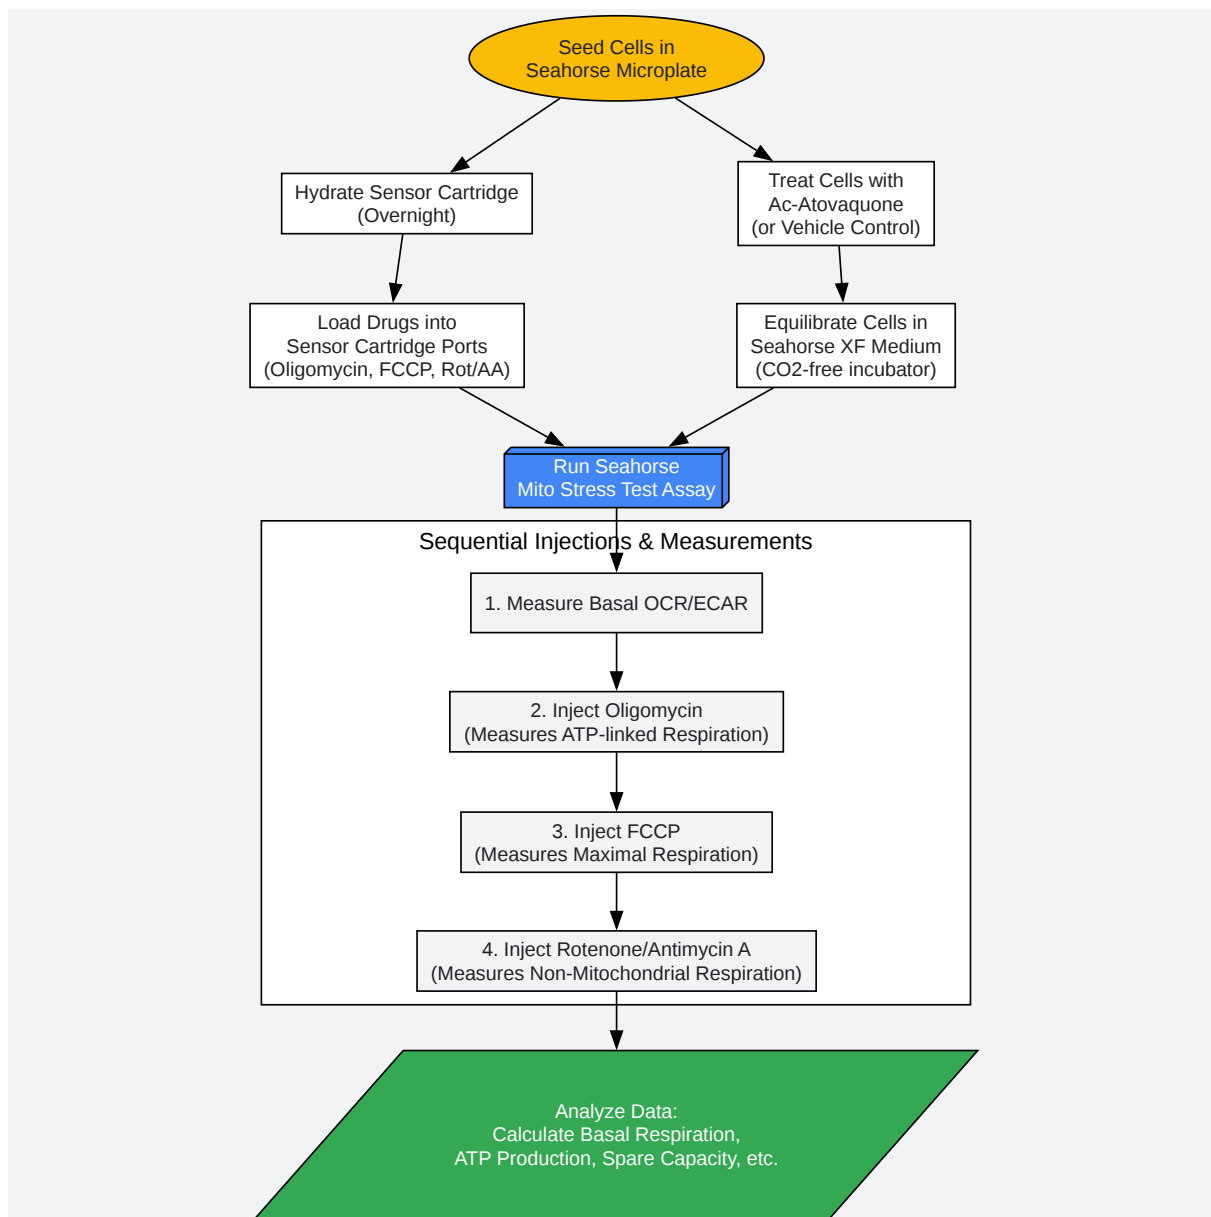 Seed Cells in
Seahorse Microplate
Hydrate Sensor Cartridge
(Overnight)
Treat Cells with
Ac-Atovaquone
(or Vehicle Control)
Load Drugs into
Sensor Cartridge Ports
(Oligomycin, FCCP, Rot/AA)
Equilibrate Cells in
Seahorse XF Medium
(CO2-free incubator)
Run Seahorse
Mito Stress Test Assay
Sequential Injections & Measurements
1. Measure Basal OCR/ECAR
2. Inject Oligomycin
(Measures ATP-linked Respiration)
3. Inject FCCP
(Measures Maximal Respiration)
4. Inject Rotenone/Antimycin A
(Measures Non-Mitochondrial Respiration)
Analyze Data:
Calculate Basal Respiration,
ATP Production, Spare Capacity, etc.